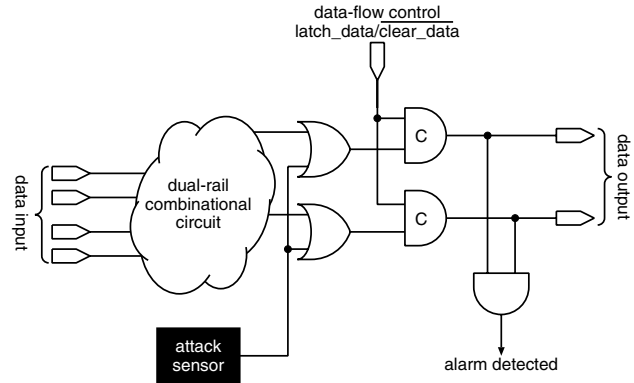 data-flow control
latch_data/clear_data
data input
dual-rail
combinational
circuit
C
C
data output
attack
sensor
alarm detected